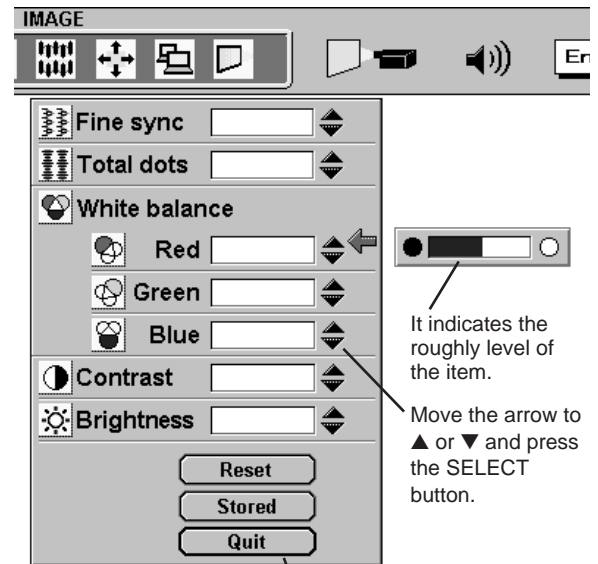 IMAGE
En
Fine sync
Total dots
White balance
Red
Green
Blue
Contrast
Brightness
Reset
Stored
Quit
It indicates the
roughly level of
the item.
Move the arrow to
▲ or ▼ and press
the SELECT
button.